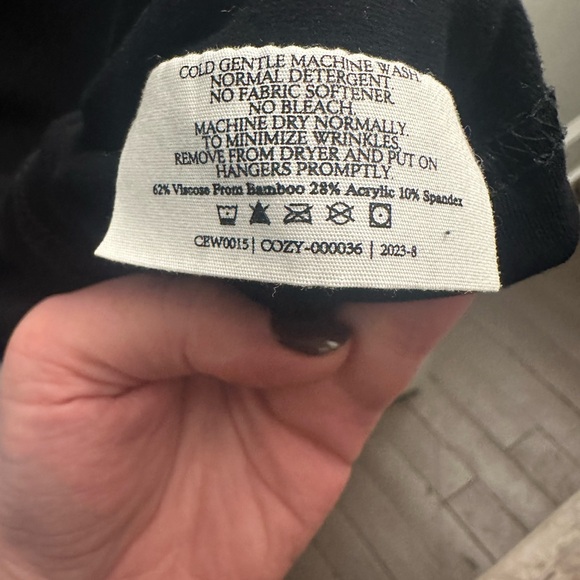 COLD GENTLE MACHINE WASH.
NORMAL DETERGENT.
NO FABRIC SOFTENER.
NO BLEACH.
MACHINE DRY NORMALLY.
TO MINIMIZE WRINKLES,
REMOVE FROM DRYER AND PUT ON
HANGERS PROMPTLY.
62% Viscose From Bamboo 28% Acrylic 10% Spandex
CEW0015 | COZY-000036 | 2023-8